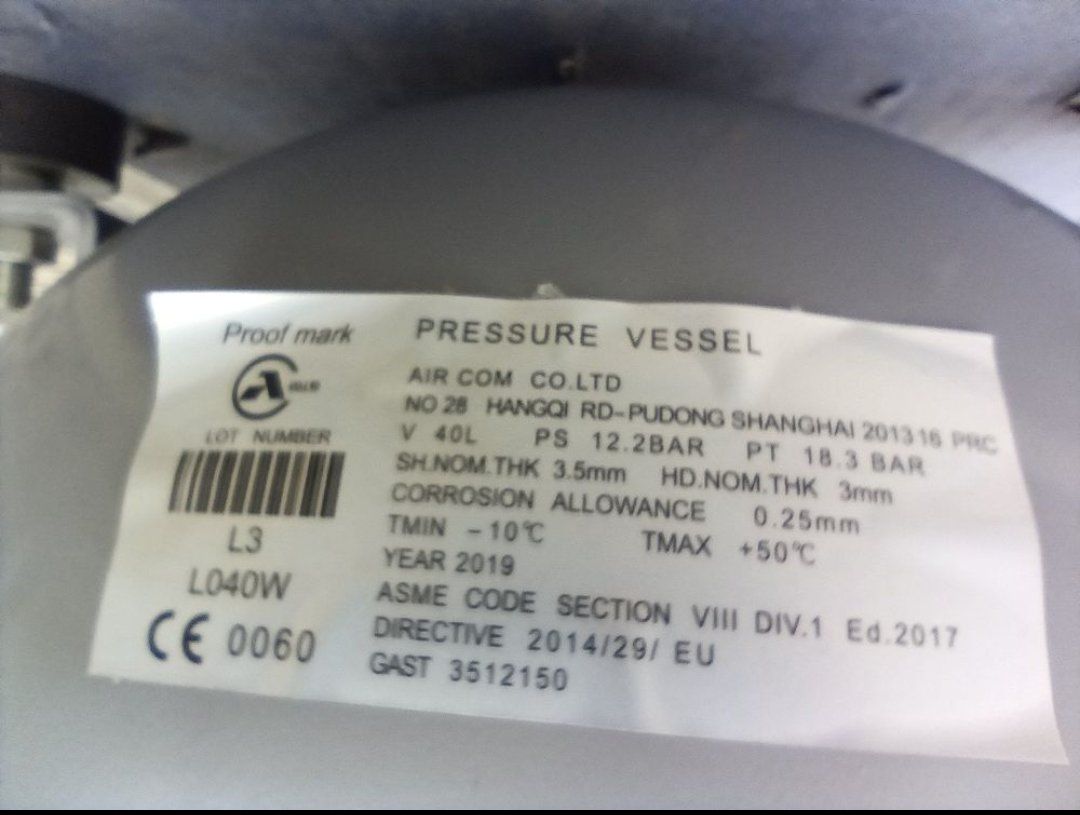 Proof mark
PRESSURE VESSEL
AIR COM CO.LTD
NO 28 HANGQI RD-PUDONG SHANGHAI 201316 PRC
LOT NUMBER
V 40L PS 12.2BAR PT 18.3 BAR
SH.NOM.THK 3.5mm HD.NOM.THK 3mm
CORROSION ALLOWANCE 0.25mm
L3
TMIN -10℃ TMAX +50℃
YEAR 2019
L040W
ASME CODE SECTION VIII DIV.1 Ed.2017
CE 0060
DIRECTIVE 2014/29/ EU
GAST 3512150